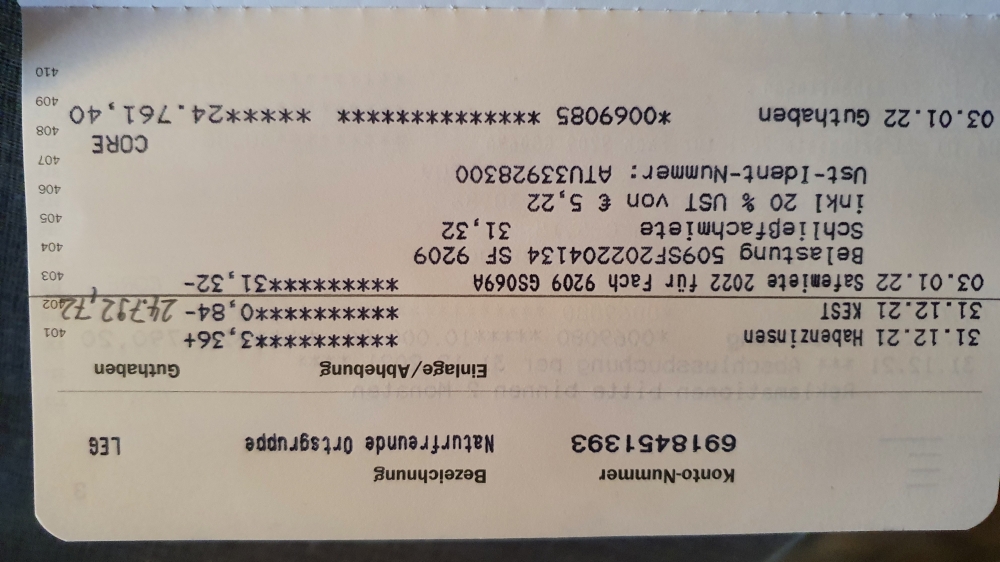 Konto-Nummer Bezeichnung
6918451393 Naturfreunde Ortsgruppe LEG
Einlage/Abhebung Guthaben
31.12.21 Habenzinsen ***********3,36+ 401
31.12.21 KEST ***********0,84- 24.792,72 402
03.01.22 Safemiete 2022 für Fach 9209 GS069A **********31,32- 403
Belastung 509SF202204134 SF 9209 404
Schließfachmiete 31,32 405
inkl 20 % UST von € 5,22 406
Ust-Ident-Nummer: ATU33928300 407
CORE 408
03.01.22 Guthaben *0069085 *************** ******24.761,40 409
410